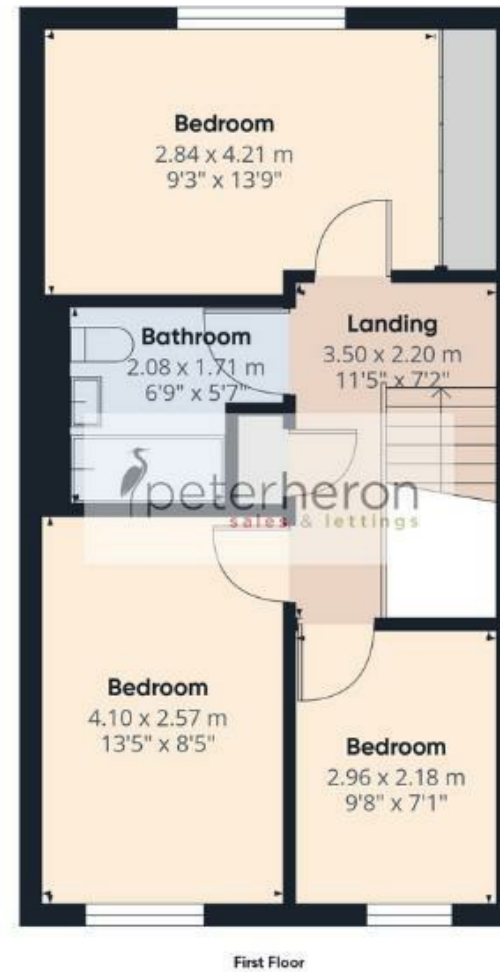 Bedroom
2.84 x 4.21 m
9'3" x 13'9"
Bathroom
2.08 x 1.71 m
6'9" x 5'7"
Landing
3.50 x 2.20 m
11'5" x 7'2"
peterheron
sales & lettings
Bedroom
4.10 x 2.57 m
13'5" x 8'5"
Bedroom
2.96 x 2.18 m
9'8" x 7'1"
First Floor